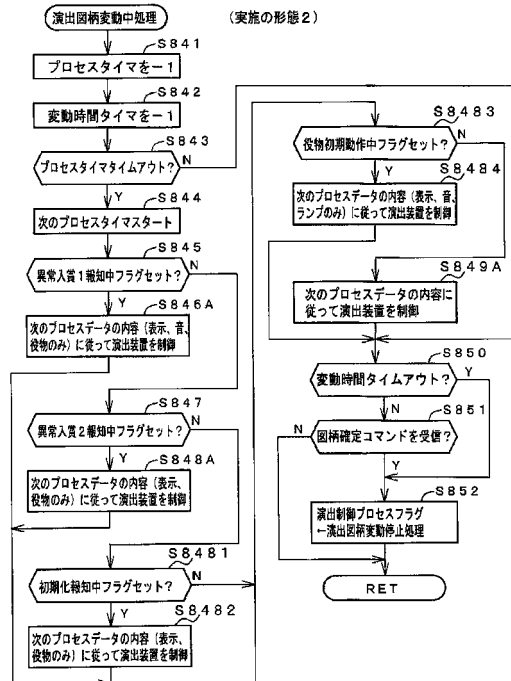 演出図柄変動中処理
(実施の形態2)
S841
プロセスタイマを−1
S842
変動時間タイマを−1
S843
プロセスタイマタイムアウト?
N
Y
S844
次のプロセスタイマスタート
S845
異常入賞1報知中フラグセット?
N
Y
S846A
次のプロセスデータの内容(表示、音、
役物のみ)に従って演出装置を制御
S847
異常入賞2報知中フラグセット?
N
Y
S848A
次のプロセスデータの内容(表示、
役物のみ)に従って演出装置を制御
S8481
初期化報知中フラグセット?
N
Y
S8482
次のプロセスデータの内容(表示、
役物のみ)に従って演出装置を制御
S8483
役物初期動作中フラグセット?
N
Y
S8484
次のプロセスデータの内容(表示、音、
ランプのみ)に従って演出装置を制御
S849A
次のプロセスデータの内容に
従って演出装置を制御
S850
変動時間タイムアウト?
Y
N
S851
図柄確定コマンドを受信?
N
Y
S852
演出制御プロセスフラグ
←演出図柄変動停止処理
RET